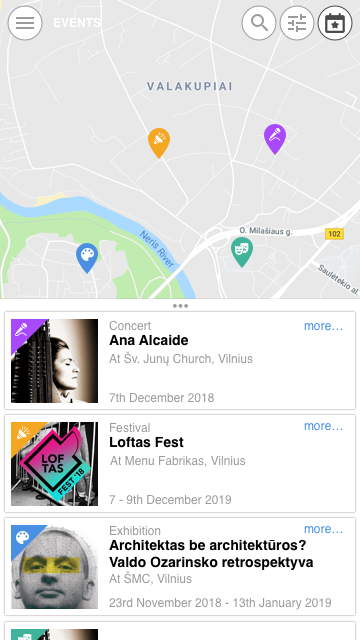 EVENTS
VALAKUPIAI
O. Milašiaus g.
102
Neris River
Saulėtekio al
Concert
more...
Ana Alcaide
At Šv. Junų Church, Vilnius
7th December 2018
Festival
more...
Loftas Fest
At Menu Fabrikas, Vilnius
7 - 9th December 2019
LOF
TAS
FEST '18
Exhibition
more...
Architektas be architektūros?
Valdo Ozarinsko retrospektyva
At ŠMC, Vilnius
23rd November 2018 - 13th January 2019